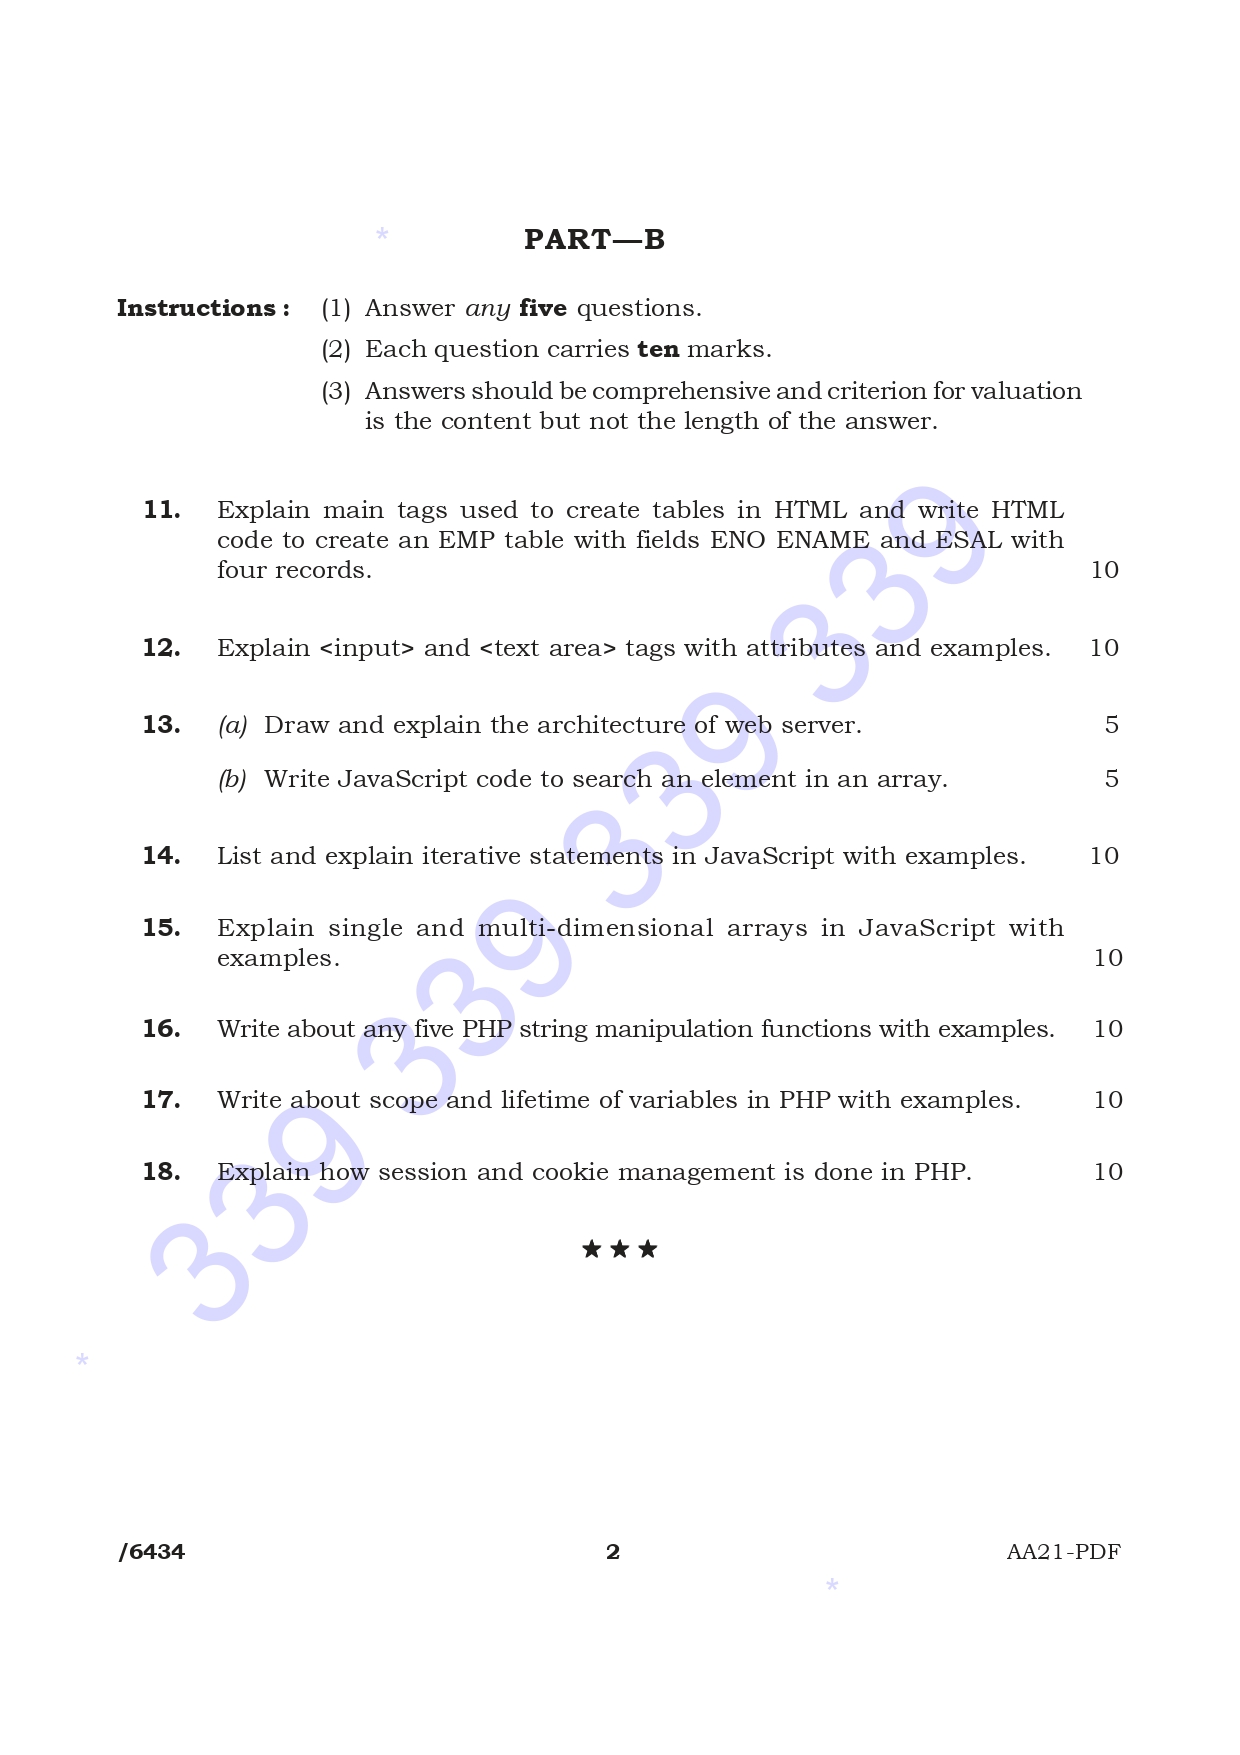 *
PART—B
Instructions : (1) Answer any five questions.
(2) Each question carries ten marks.
(3) Answers should be comprehensive and criterion for valuation
is the content but not the length of the answer.
11. Explain main tags used to create tables in HTML and write HTML
code to create an EMP table with fields ENO ENAME and ESAL with
four records. 10
12. Explain <input> and <text area> tags with attributes and examples. 10
13. (a) Draw and explain the architecture of web server. 5
(b) Write JavaScript code to search an element in an array. 5
14. List and explain iterative statements in JavaScript with examples. 10
15. Explain single and multi-dimensional arrays in JavaScript with
examples. 10
16. Write about any five PHP string manipulation functions with examples. 10
17. Write about scope and lifetime of variables in PHP with examples. 10
18. Explain how session and cookie management is done in PHP. 10
★★★
339 339 339 339
*
/6434 2 AA21-PDF
*